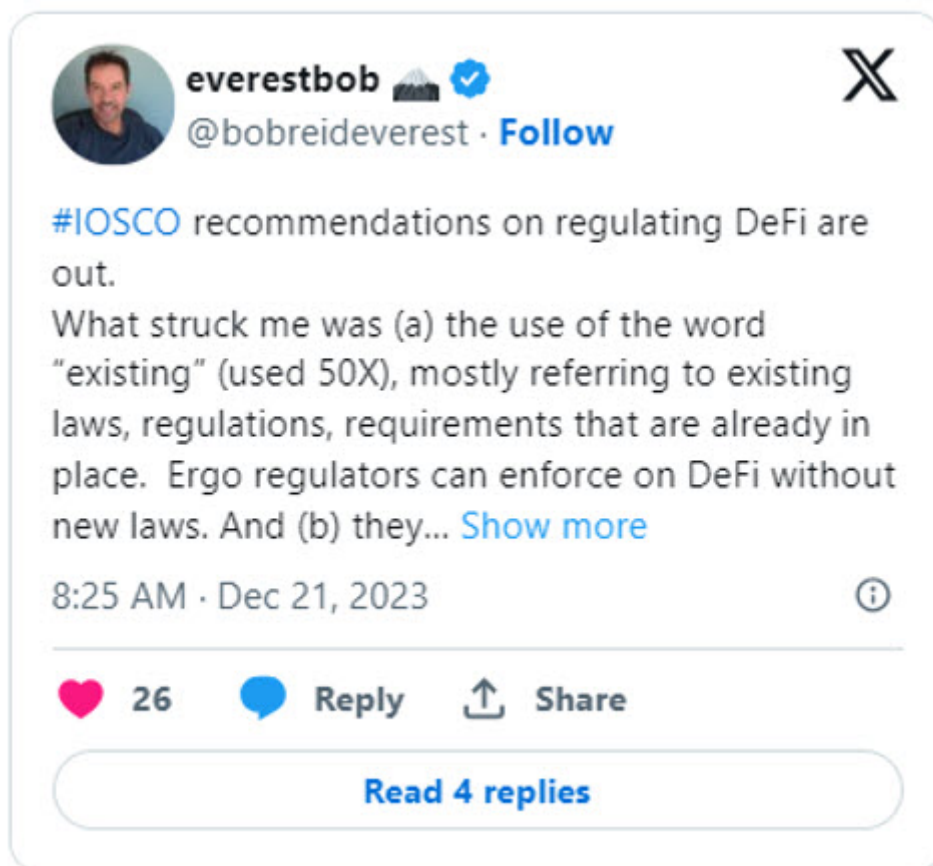 everestbob
@bobreideverest · Follow
#IOSCO recommendations on regulating DeFi are
out.
What struck me was (a) the use of the word
“existing” (used 50X), mostly referring to existing
laws, regulations, requirements that are already in
place.  Ergo regulators can enforce on DeFi without
new laws. And (b) they... Show more
8:25 AM · Dec 21, 2023
26 Reply Share
Read 4 replies